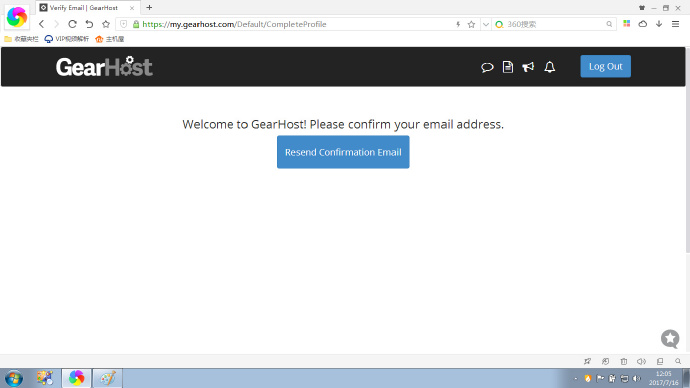 Verify Email | GearHost
https://my.gearhost.com/Default/CompleteProfile
360搜索
收藏夹栏
VIP视频解析
主机屋
GearHost
Log Out
Welcome to GearHost! Please confirm your email address.
Resend Confirmation Email
12:05
2017/7/16